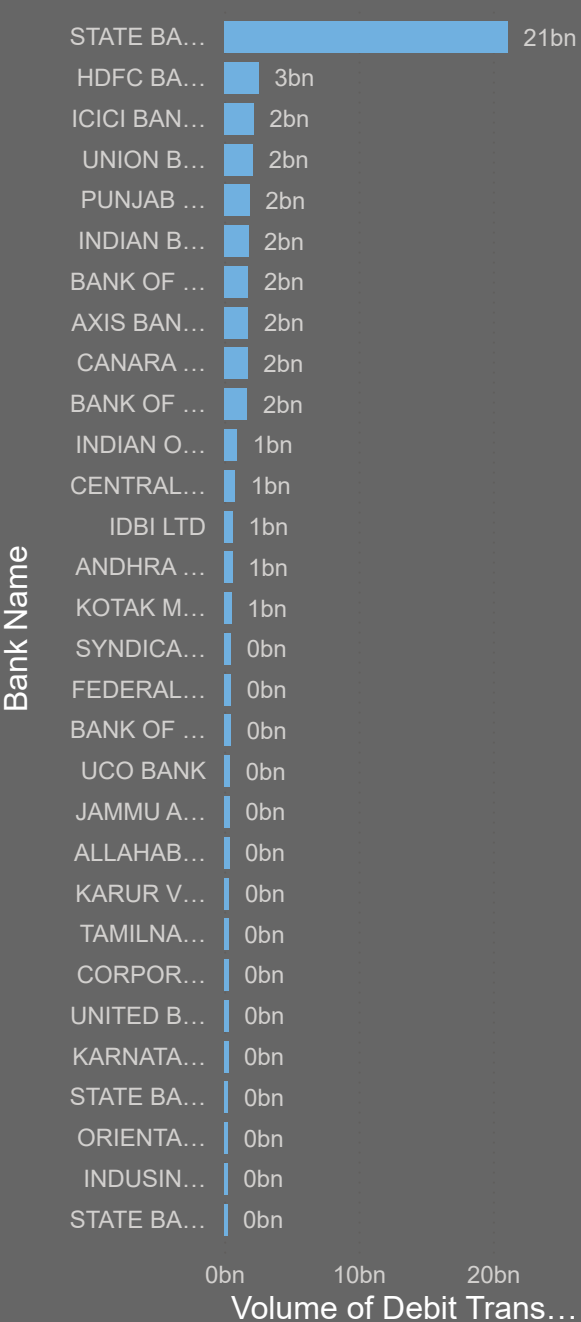 STATE BA… 21bn
HDFC BA… 3bn
ICICI BAN… 2bn
UNION B… 2bn
PUNJAB … 2bn
INDIAN B… 2bn
BANK OF … 2bn
AXIS BAN… 2bn
CANARA … 2bn
BANK OF … 2bn
INDIAN O… 1bn
CENTRAL… 1bn
IDBI LTD 1bn
ANDHRA … 1bn
KOTAK M… 1bn
SYNDICA… 0bn
FEDERAL… 0bn
BANK OF … 0bn
UCO BANK 0bn
JAMMU A… 0bn
ALLAHAB… 0bn
KARUR V… 0bn
TAMILNA… 0bn
CORPOR… 0bn
UNITED B… 0bn
KARNATA… 0bn
STATE BA… 0bn
ORIENTA… 0bn
INDUSIN… 0bn
STATE BA… 0bn
Bank Name
0bn 10bn 20bn
Volume of Debit Trans…